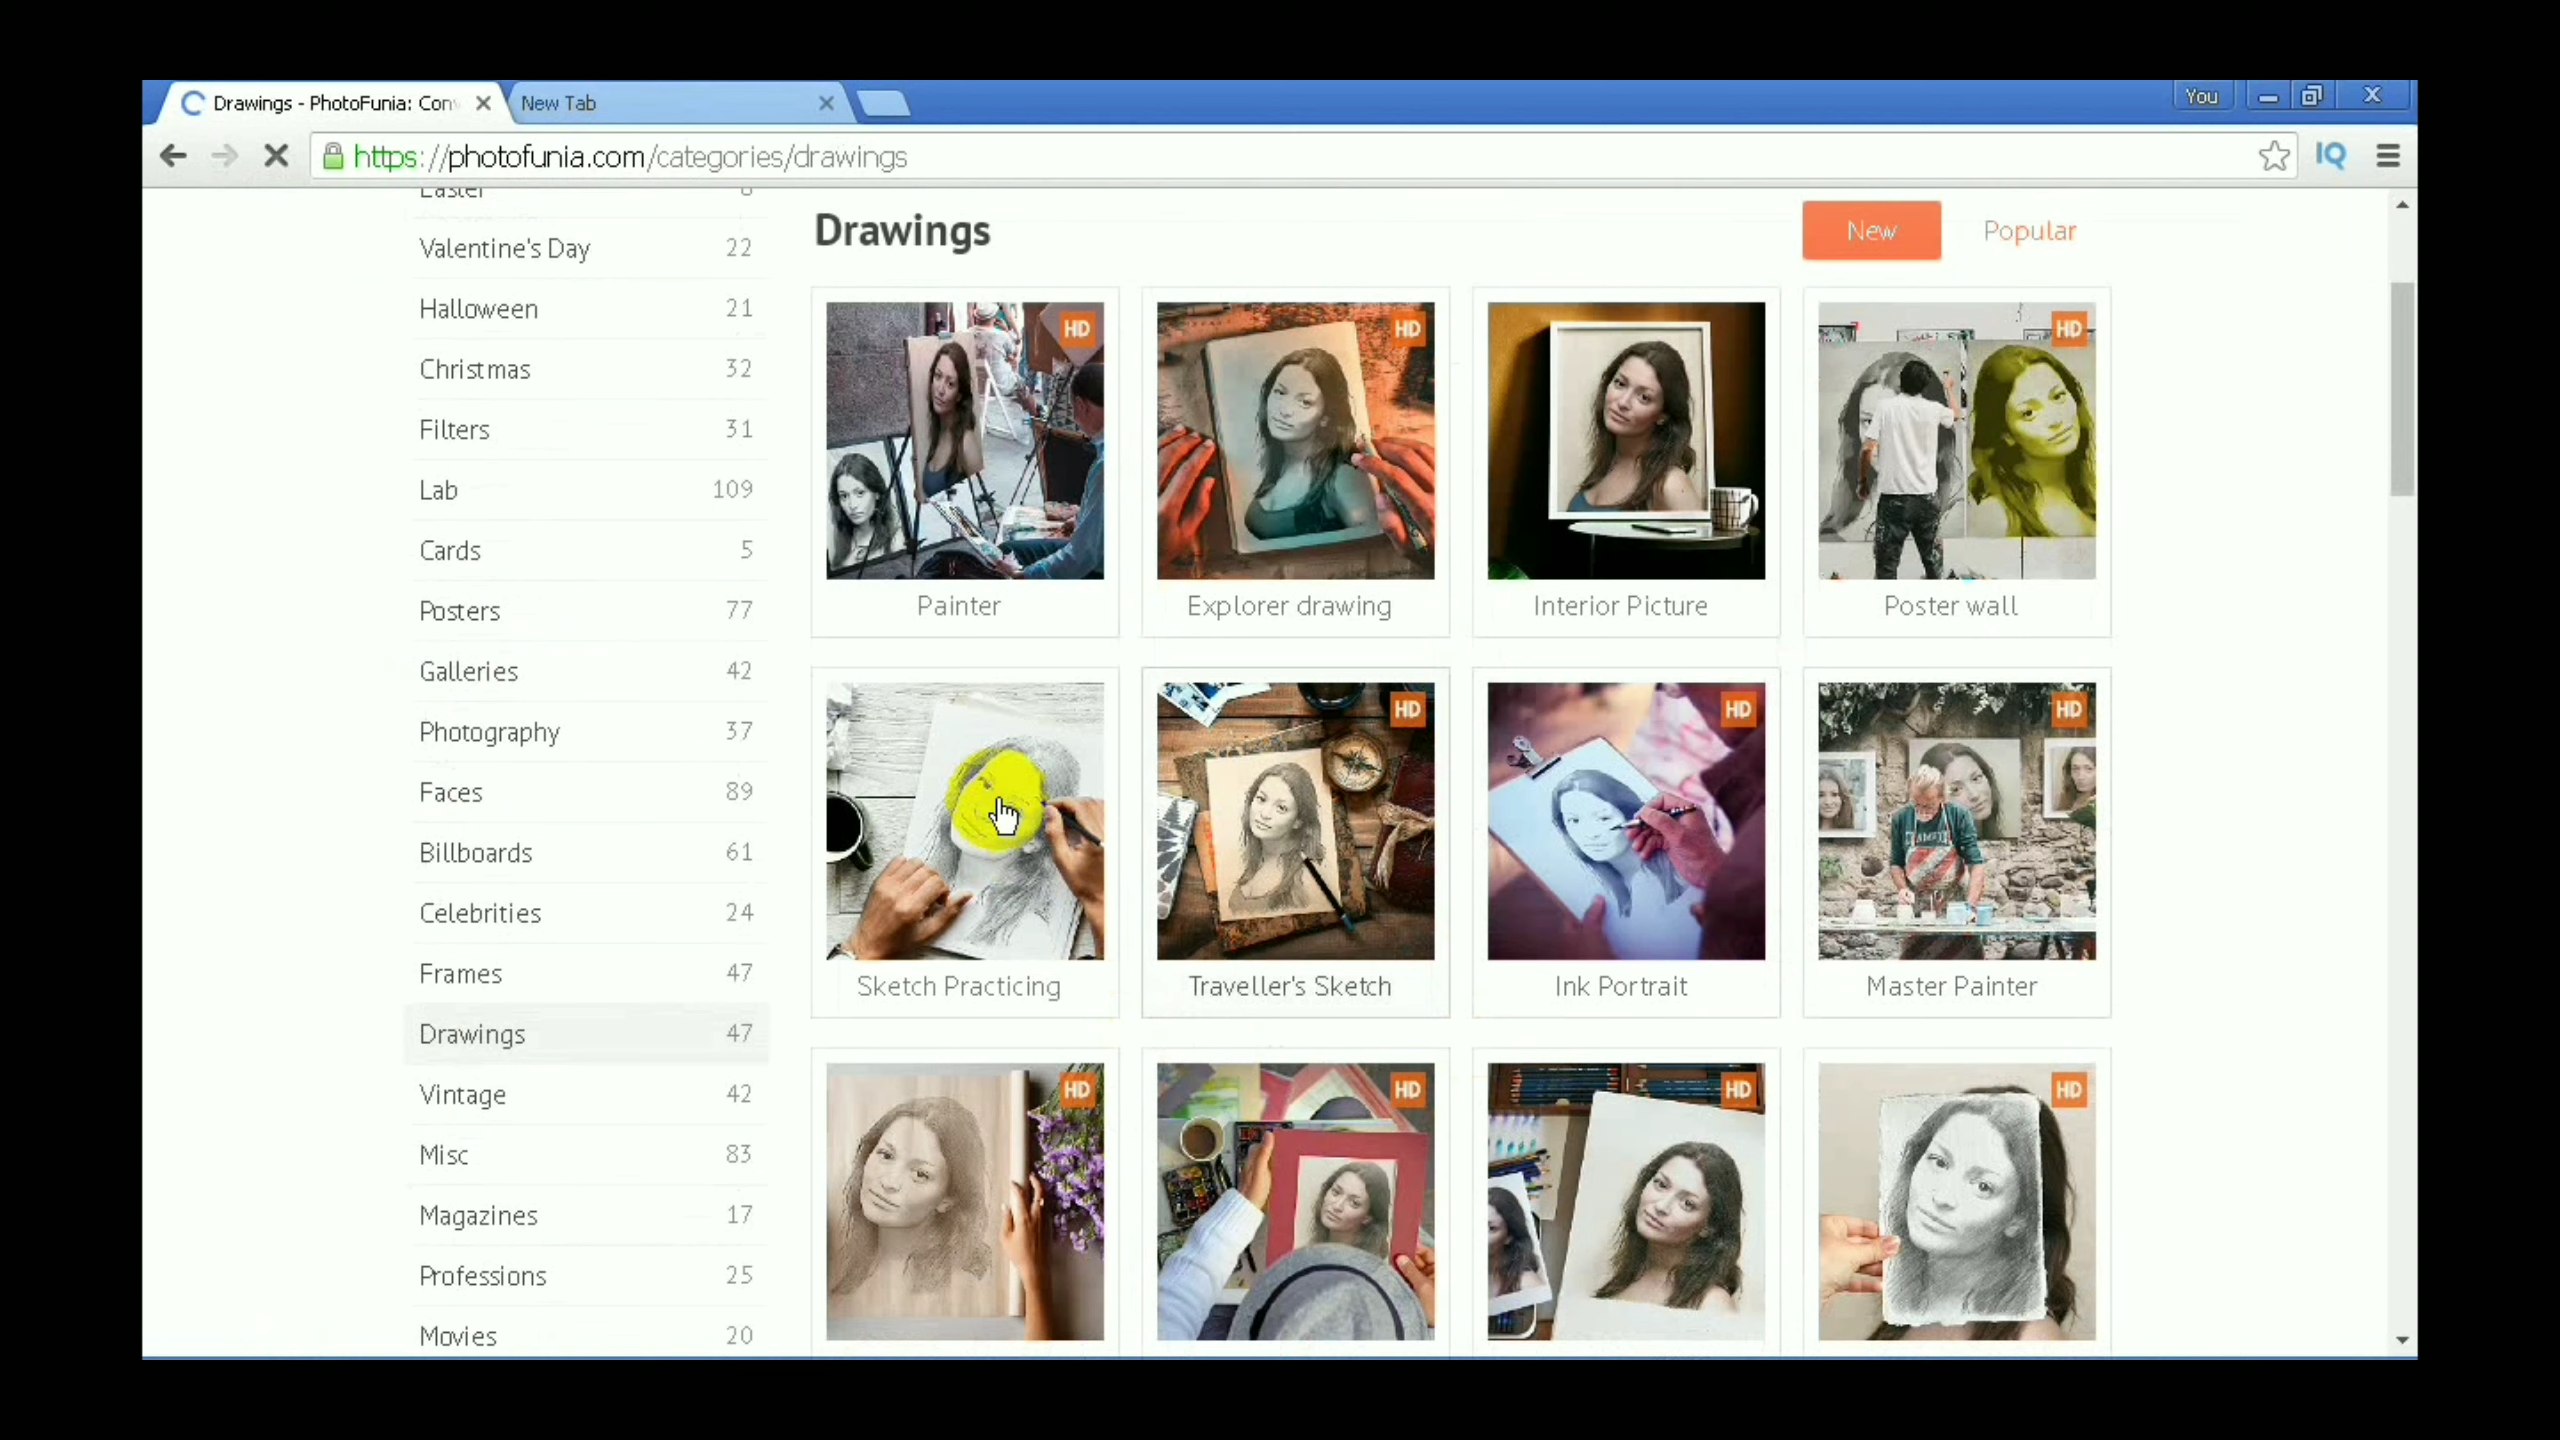 Drawings - PhotoFunia: Con
New Tab
You
https://photofunia.com/categories/drawings
IQ
Easter 8
Valentine's Day 22
Halloween 21
Christmas 32
Filters 31
Lab 109
Cards 5
Posters 77
Galleries 42
Photography 37
Faces 89
Billboards 61
Celebrities 24
Frames 47
Drawings 47
Vintage 42
Misc 83
Magazines 17
Professions 25
Movies 20
Drawings
New Popular
HD HD HD
Painter Explorer drawing Interior Picture Poster wall
HD HD HD
Sketch Practicing Traveller's Sketch Ink Portrait Master Painter
HD HD HD HD